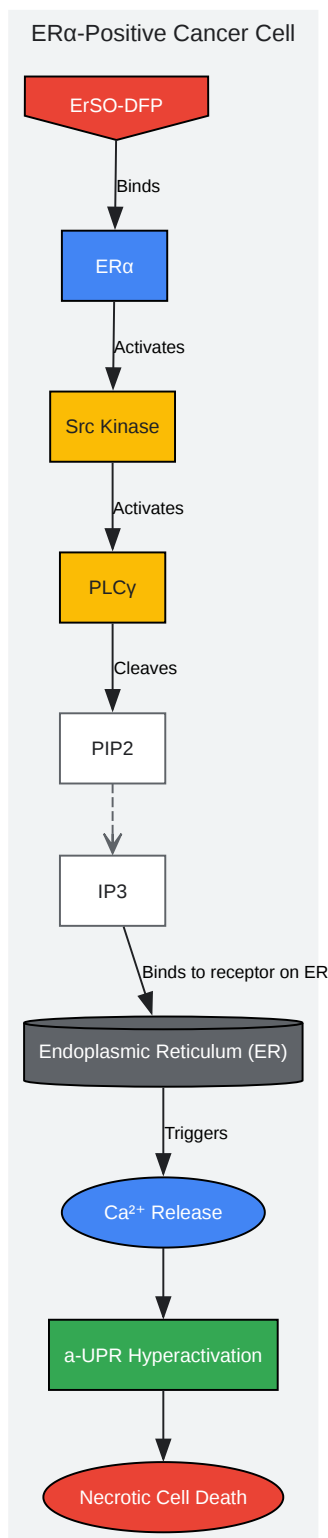 ERα-Positive Cancer Cell
ErSO-DFP
Binds
ERα
Activates
Src Kinase
Activates
PLCγ
Cleaves
PIP2
IP3
Binds to receptor on ER
Endoplasmic Reticulum (ER)
Triggers
Ca²⁺ Release
a-UPR Hyperactivation
Necrotic Cell Death